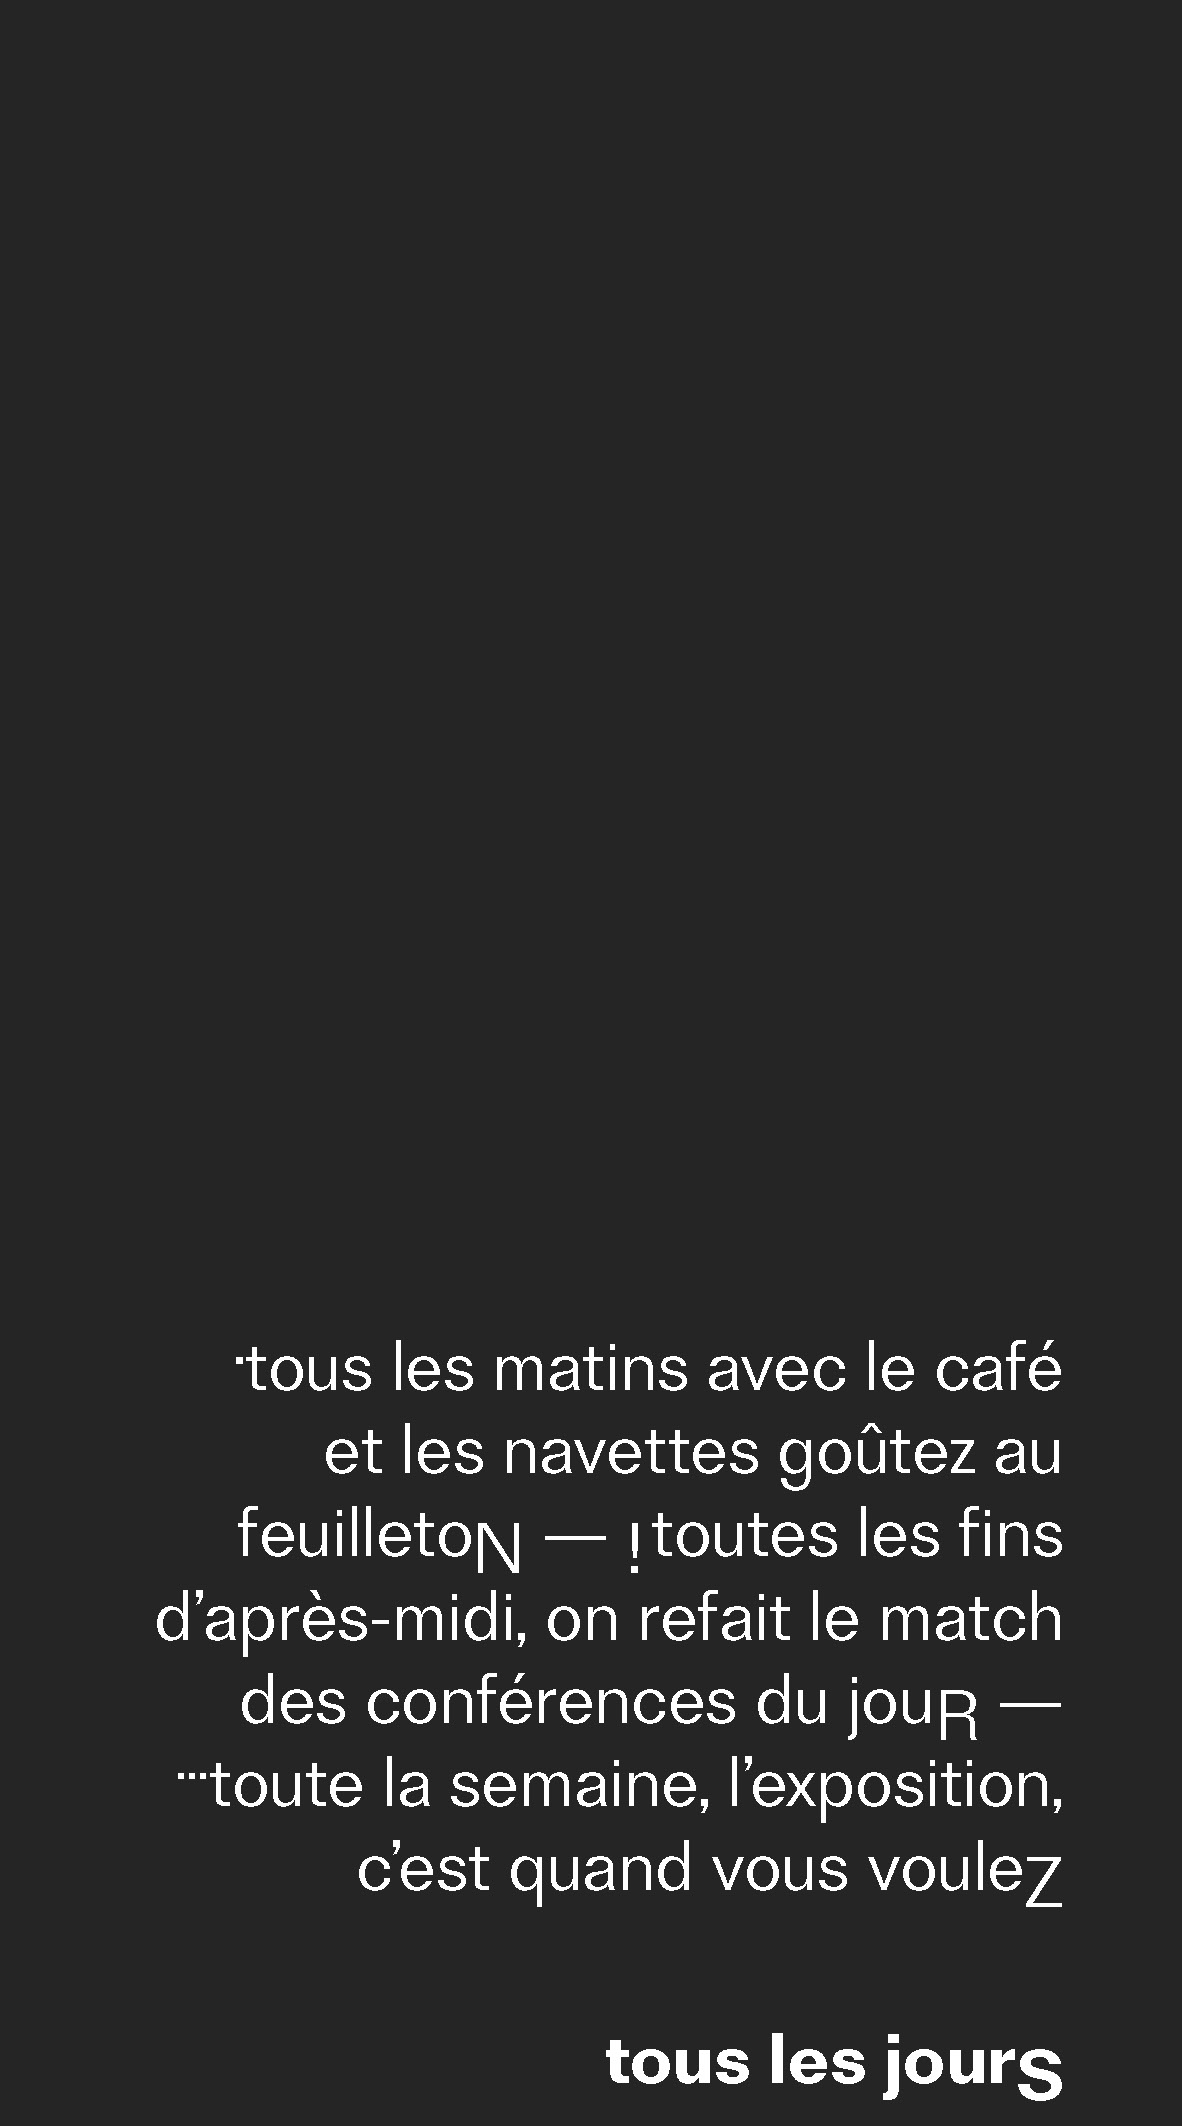 .tous les matins avec le café
et les navettes goûtez au
feuilletoN — !toutes les fins
d’après-midi, on refait le match
des conférences du jouR —
…toute la semaine, l’exposition,
c’est quand vous vouleZ
tous les jourS